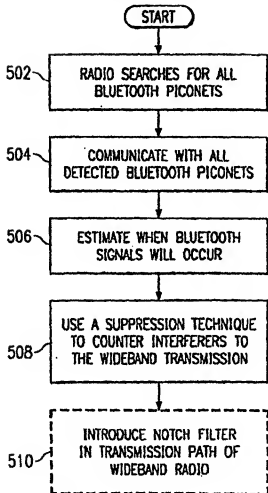 START
502
RADIO SEARCHES FOR ALL
BLUETOOTH PICONETS
504
COMMUNICATE WITH ALL
DETECTED BLUETOOTH PICONETS
506
ESTIMATE WHEN BLUETOOTH
SIGNALS WILL OCCUR
508
USE A SUPPRESSION TECHNIQUE
TO COUNTER INTERFERERS TO
THE WIDEBAND TRANSMISSION
510
INTRODUCE NOTCH FILTER
IN TRANSMISSION PATH OF
WIDEBAND RADIO